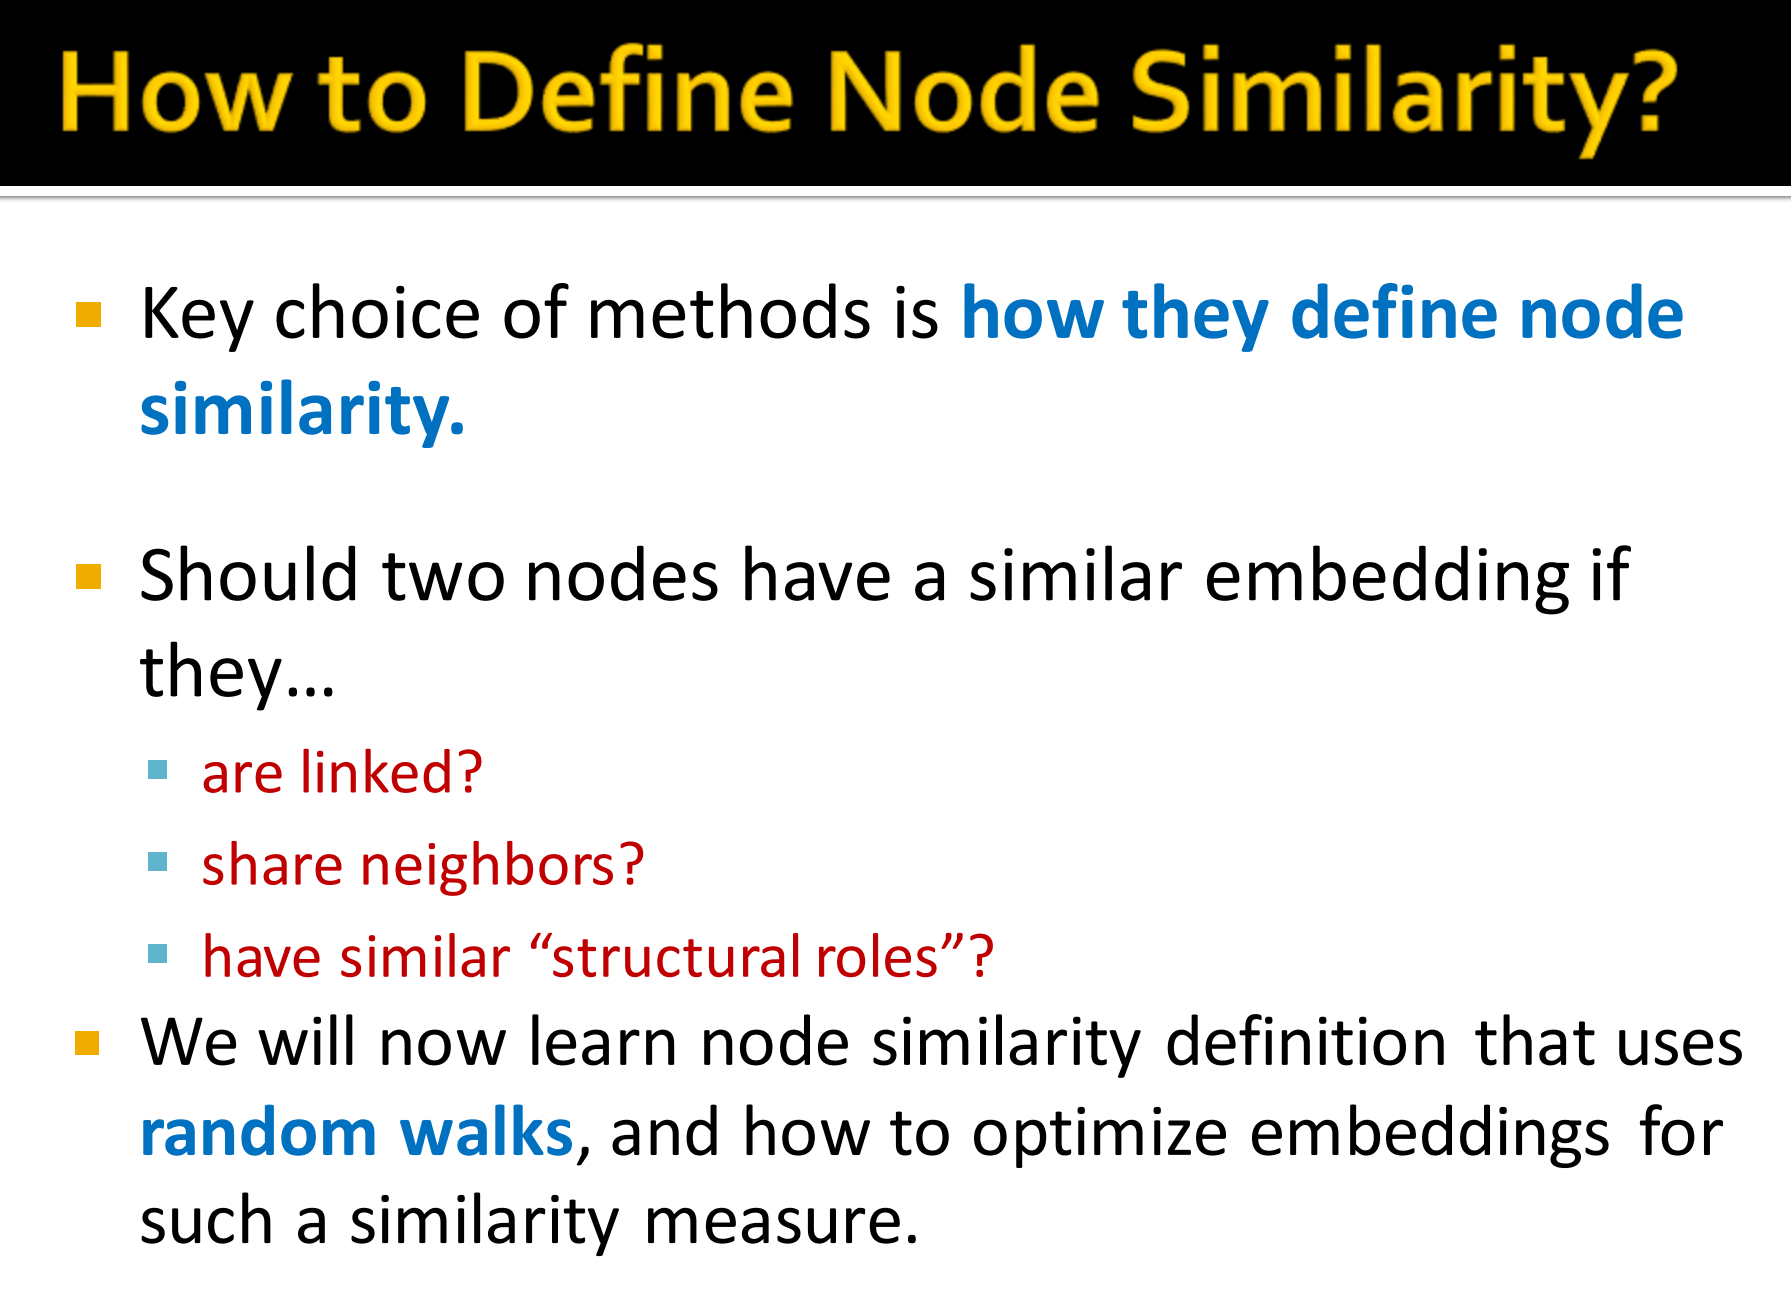 How to Define Node Similarity?
Key choice of methods is how they define node
similarity.
Should two nodes have a similar embedding if
they…
are linked?
share neighbors?
have similar “structural roles”?
We will now learn node similarity definition that uses
random walks, and how to optimize embeddings for
such a similarity measure.